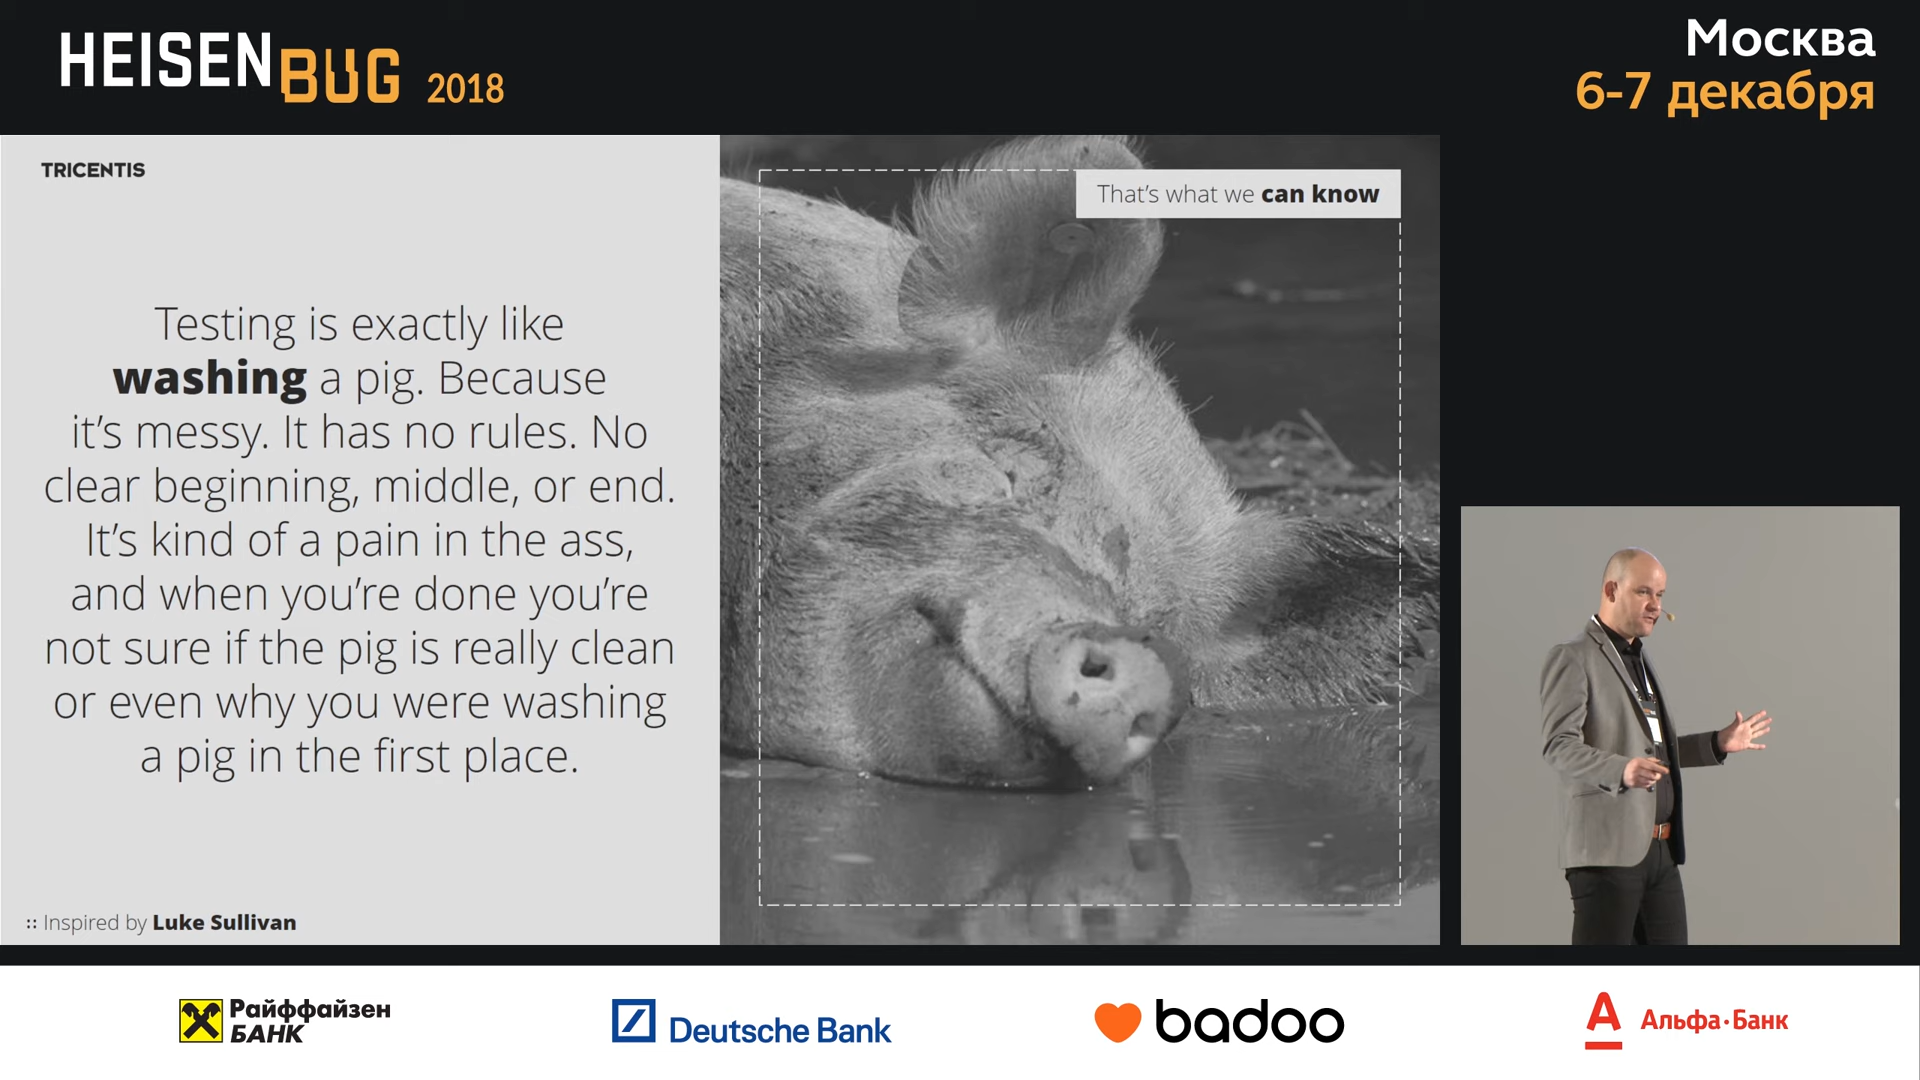 HEISENBUG 2018
Москва
6-7 декабря
TRICENTIS
That's what we can know
Testing is exactly like
washing a pig. Because
it's messy. It has no rules. No
clear beginning, middle, or end.
It's kind of a pain in the ass,
and when you're done you're
not sure if the pig is really clean
or even why you were washing
a pig in the first place.
:: Inspired by Luke Sullivan
Райффайзен
БАНК
Deutsche Bank
badoo
А
Альфа·Банк